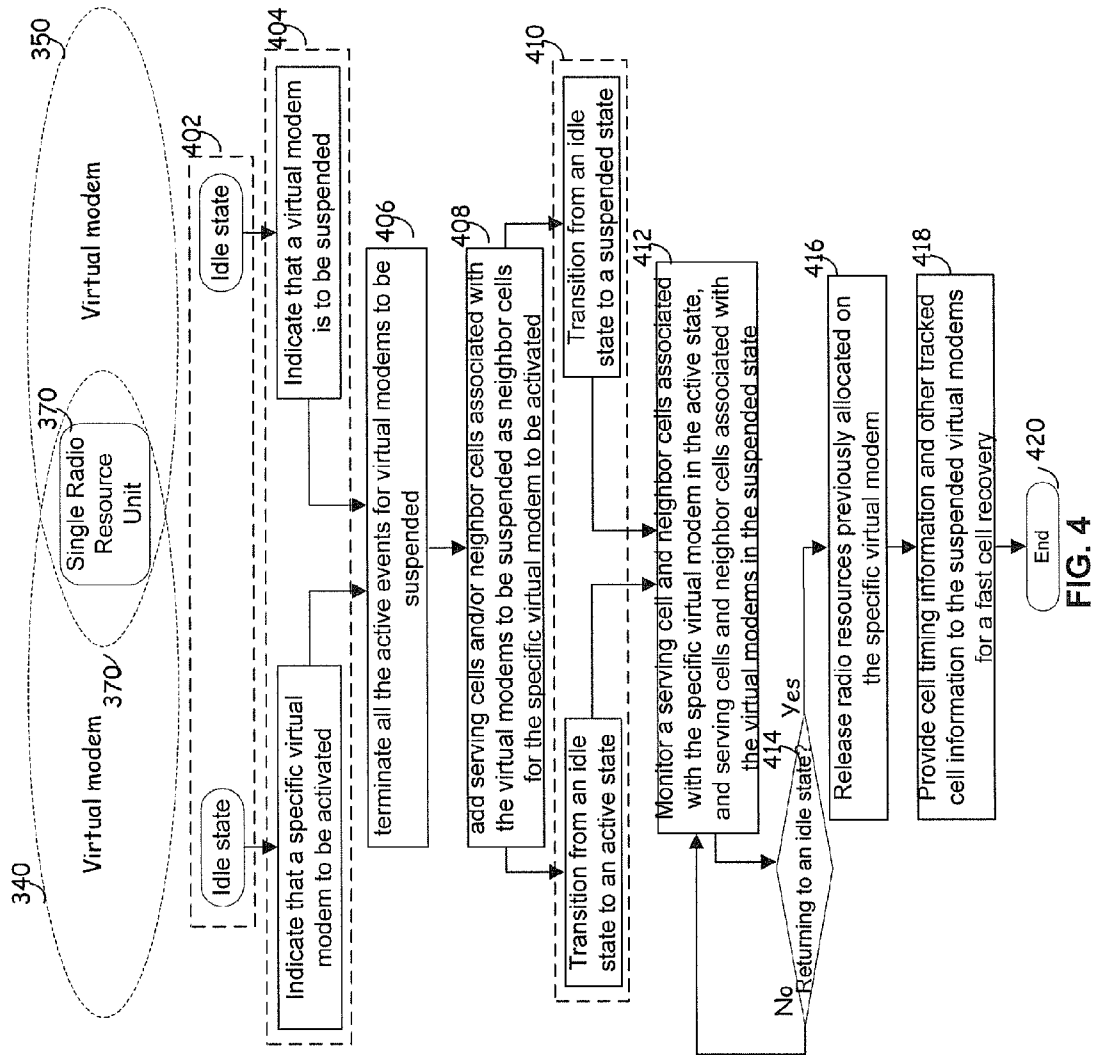 340
350
Virtual modem
370
Single Radio
Resource
Unit
370
Virtual modem
402
Idle state
Idle state
404
Indicate that a specific virtual
modem to be activated
Indicate that a virtual modem
is to be suspended
406
terminate all the active events for virtual modems to be
suspended
408
add serving cells and/or neighbor cells associated with
the virtual modems to be suspended as neighbor cells
for the specific virtual modem to be activated
410
Transition from an idle
state to an active state
Transition from an idle
state to a suspended state
412
Monitor a serving cell and neighbor cells associated
with the specific virtual modem in the active state,
and serving cells and neighbor cells associated with
the virtual modems in the suspended state
414
No
Returning to an idle state?
Yes
416
Release radio resources previously allocated on
the specific virtual modem
418
Provide cell timing information and other tracked
cell information to the suspended virtual modems
for a fast cell recovery
420
End
FIG. 4